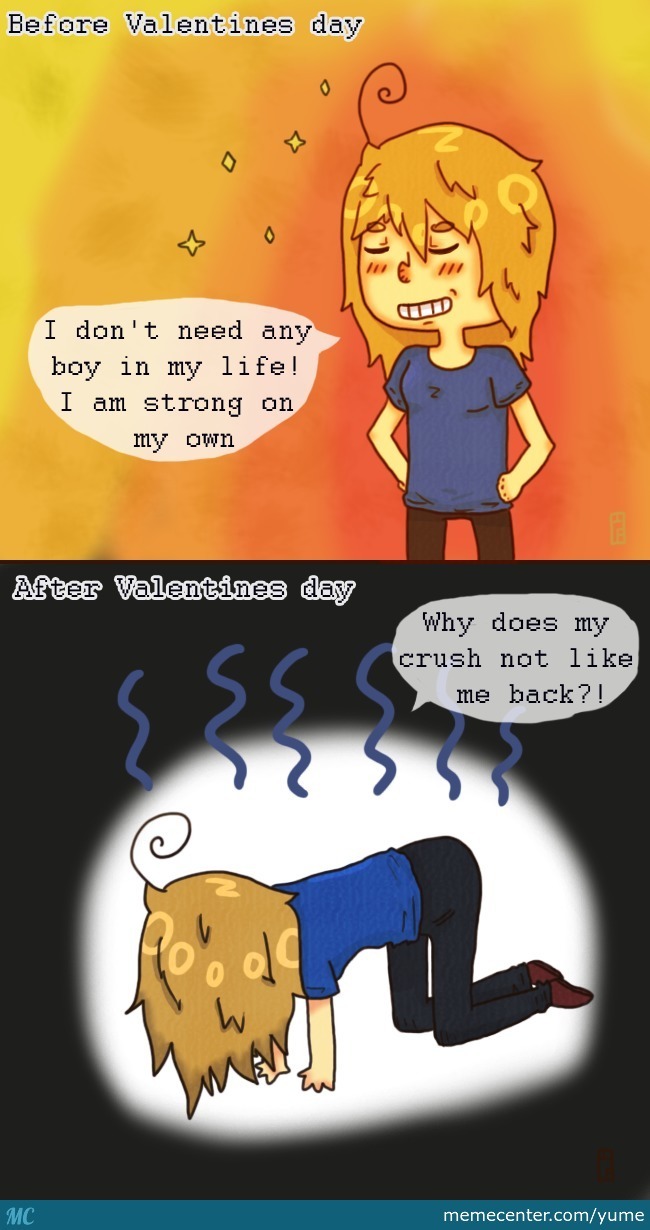 Before Valentines day
I don't need any
boy in my life!
I am strong on
my own
After Valentines day
Why does my
crush not like
me back?!
MC
memecenter.com/yume